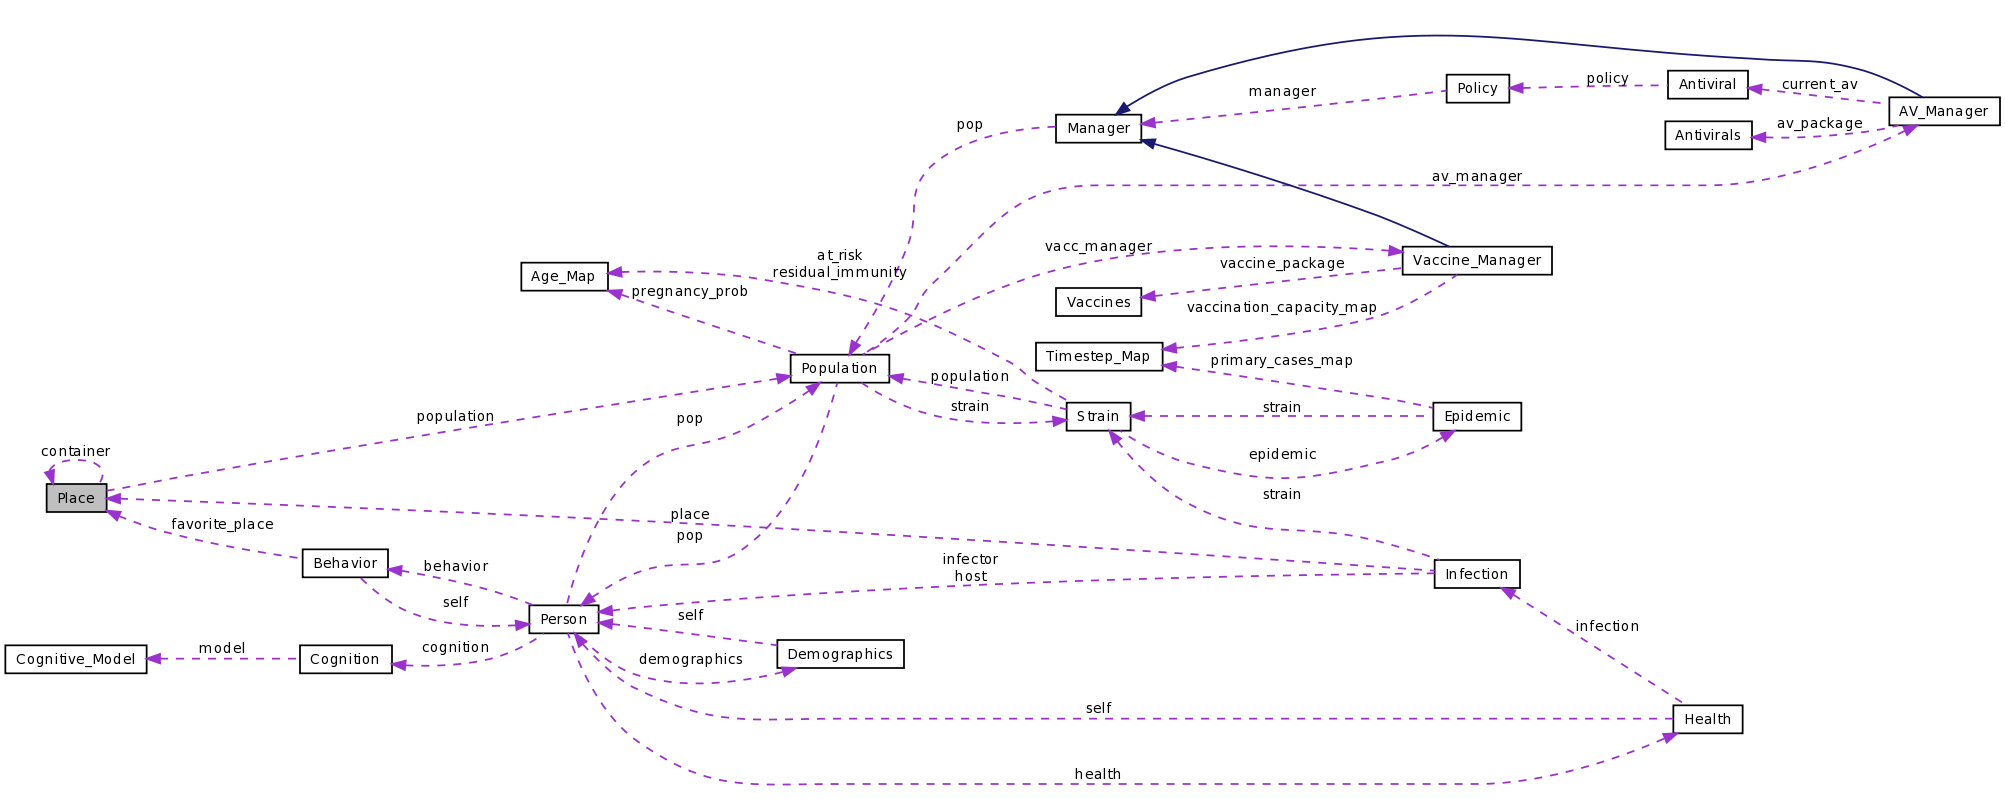 policy
Antiviral
current_av
Policy
manager
AV_Manager
pop
Manager
av_package
Antivirals
av_manager
vacc_manager
at_risk
residual_immunity
vaccine_package
Vaccine_Manager
Age_Map
pregnancy_prob
Vaccines
vaccination_capacity_map
Timestep_Map
primary_cases_map
Population
population
strain
strain
Strain
Epidemic
population
pop
container
epidemic
Place
strain
favorite_place
place
pop
Behavior
behavior
infector
host
Infection
self
self
Person
infection
cognition
model
Cognitive_Model
Cognition
demographics
Demographics
self
Health
health